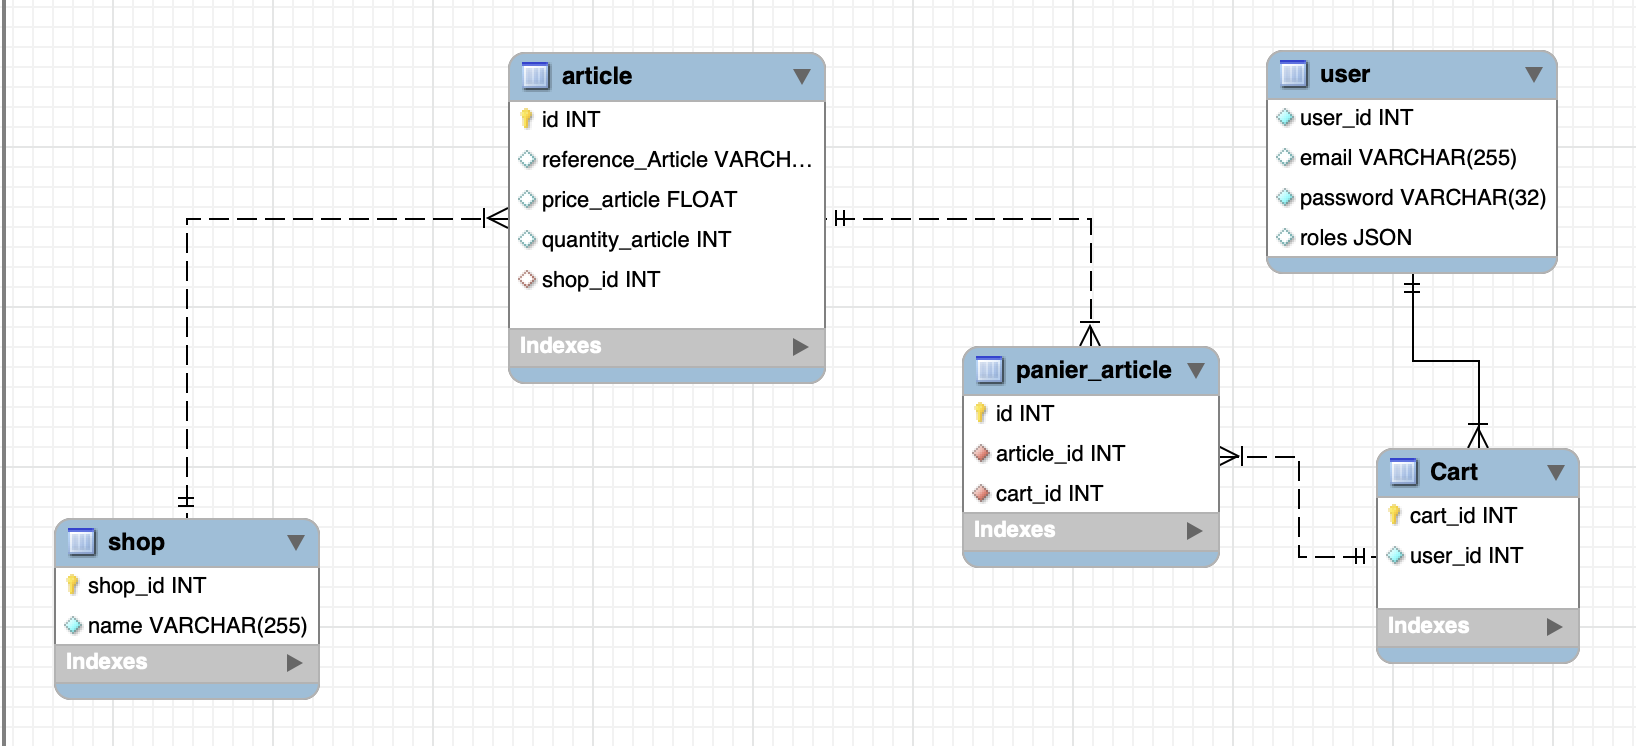 article
id INT
reference_Article VARCH...
price_article FLOAT
quantity_article INT
shop_id INT
Indexes
user
user_id INT
email VARCHAR(255)
password VARCHAR(32)
roles JSON
panier_article
id INT
article_id INT
cart_id INT
Indexes
Cart
cart_id INT
user_id INT
Indexes
shop
shop_id INT
name VARCHAR(255)
Indexes